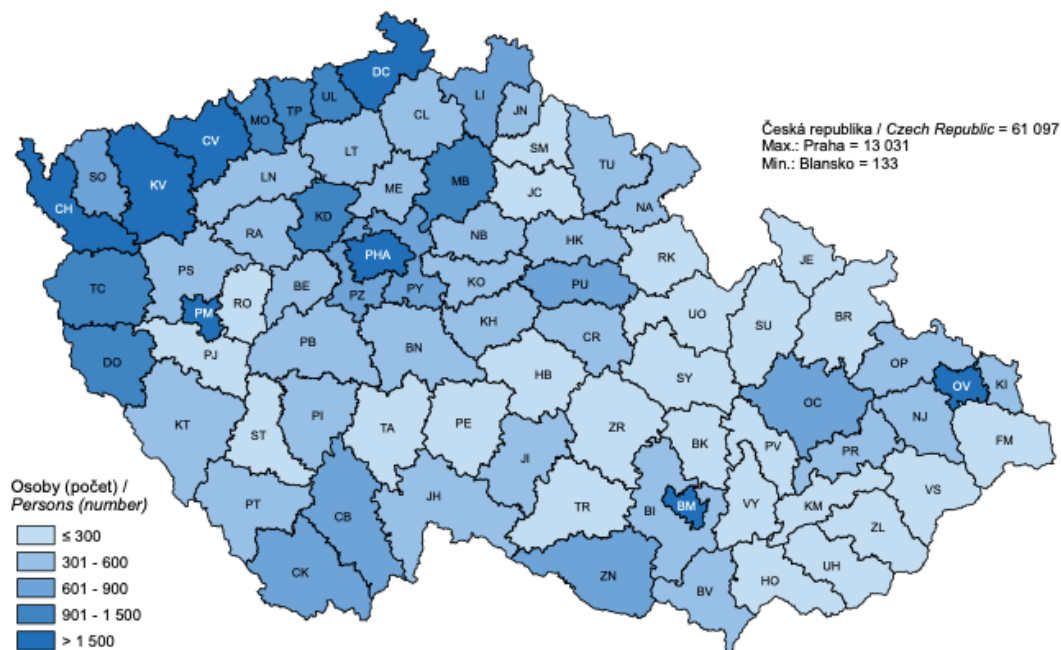 DC
LI
JN
UL
TP
MO
CL
CV
SM
TU
LT
SO
KV
LN
ME
MB
JC
NA
CH
KD
RA
NB
HK
PHA
RK
JE
PS
TC
BE
PZ
PY
KO
PU
RO
PM
UO
SU
BR
KH
PB
BN
CR
PJ
DO
OP
OV
KI
HB
SY
OC
KT
ST
PI
TA
PE
ZR
BK
PV
NJ
FM
PR
JI
PT
CB
JH
TR
BI
BM
VY
KM
VS
ZL
CK
ZN
BV
HO
UH
Česká republika / Czech Republic = 61 097
Max.: Praha = 13 031
Min.: Blansko = 133
Osoby (počet) /
Persons (number)
≤ 300
301 - 600
601 - 900
901 - 1 500
> 1 500